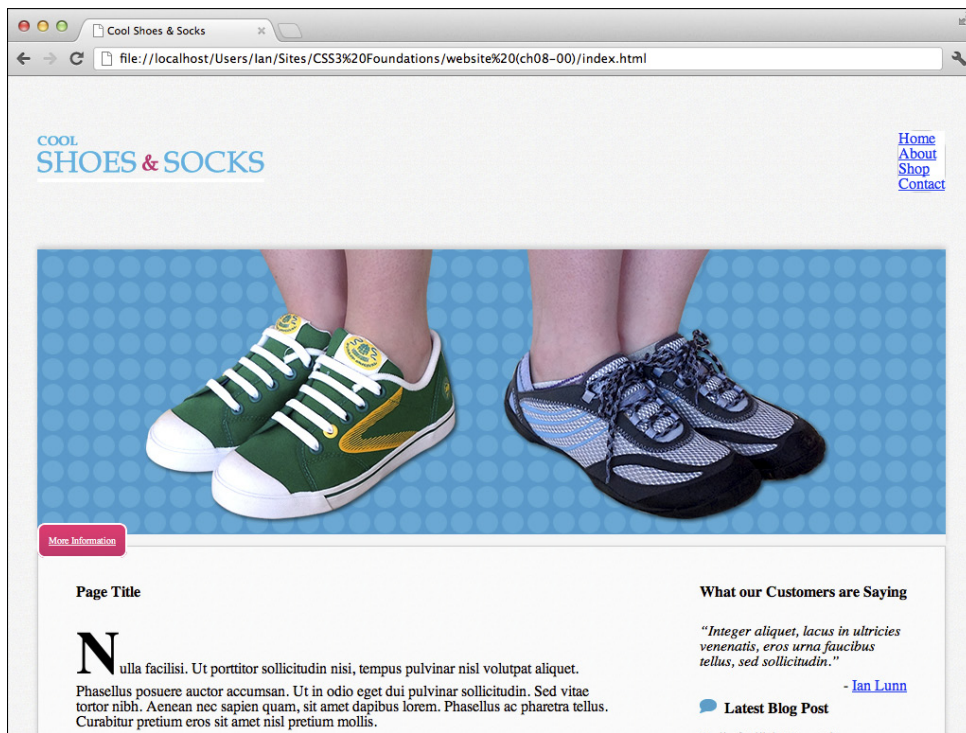 Cool Shoes & Socks
file://localhost/Users/Ian/Sites/CSS3%20Foundations/website%20(ch08-00)/index.html
COOL
SHOES & SOCKS
Home
About
Shop
Contact
More Information
Page Title
Nulla facilisi. Ut porttitor sollicitudin nisi, tempus pulvinar nisl volutpat aliquet.
Phasellus posuere auctor accumsan. Ut in odio eget dui pulvinar sollicitudin. Sed vitae
tortor nibh. Aenean nec sapien quam, sit amet dapibus lorem. Phasellus ac pharetra tellus.
Curabitur pretium eros sit amet nisl pretium mollis.
What our Customers are Saying
“Integer aliquet, lacus in ultricies
venenatis, eros urna faucibus
tellus, sed sollicitudin.”
- Ian Lunn
Latest Blog Post